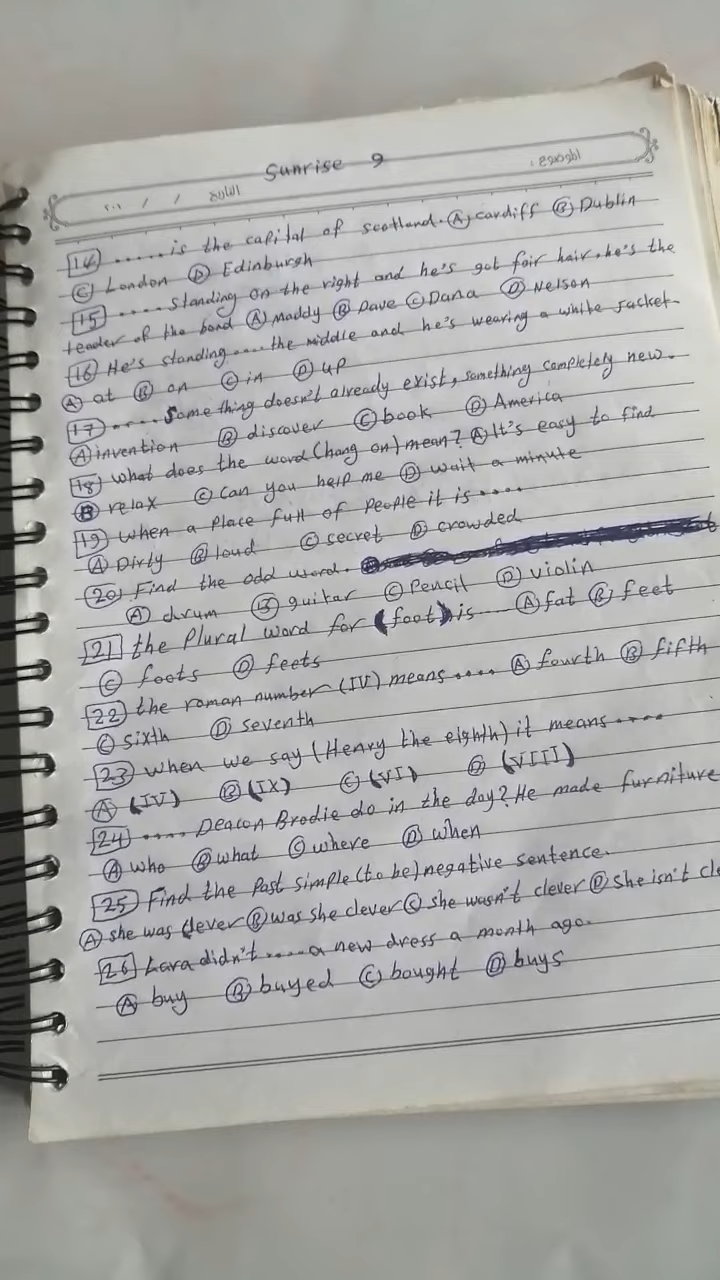 Sunrise 9
التاريخ / / ٢٠٠ الموضوع:
14 ..... is the capital of scotland. A cardiff B Dublin
C London D Edinburgh
15 .... standing on the right and he's got fair hair, he's the
leader of the band A Maddy B Dave C Dana D Nelson
16 He's standing .... the middle and he's wearing a white jacket.
A at B on C in D up
17 .... Something doesn't already exist, something completely new.
A invention B discover C book D America
18 what does the word (hang on) mean? A It's easy to find
B relax C can you help me D wait a minute
19 when a place full of people it is ....
A Dirty B loud C secret D crowded
20 Find the odd word.
A drum B guitar C pencil D violin
21 the plural word for (foot) is .... A fat B feet
C foots D feets
22 the roman number (IV) means .... A fourth B fifth
C sixth D seventh
23 when we say (Henry the eighth) it means ....
A (IV) B (IX) C (VI) D (VIII)
24 .... Deacon Brodie do in the day? He made furniture
A who B what C where D when
25 Find the past simple (to be) negative sentence.
A she was clever B was she clever C she wasn't clever D She isn't cle
26 Lara didn't .... a new dress a month ago.
A buy B buyed C bought D buys